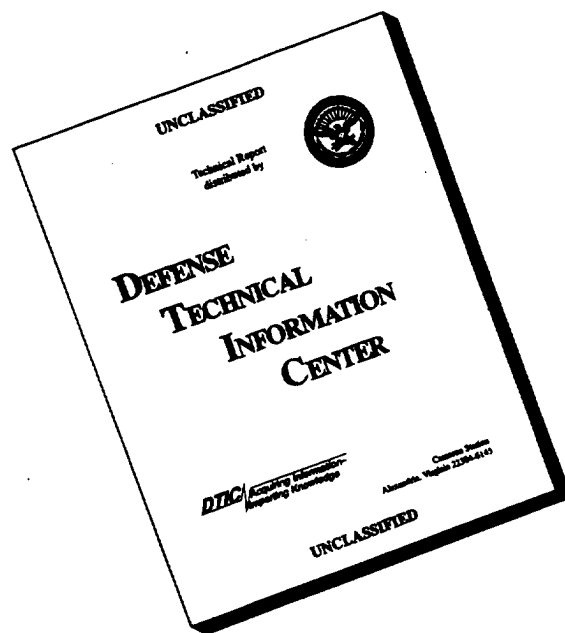 UNCLASSIFIED
Technical Report
distributed by
DEFENSE
TECHNICAL
INFORMATION
CENTER
DTIC
Acquiring Information-
Imparting Knowledge
Cameron Station
Alexandria, Virginia 22304-6145
UNCLASSIFIED